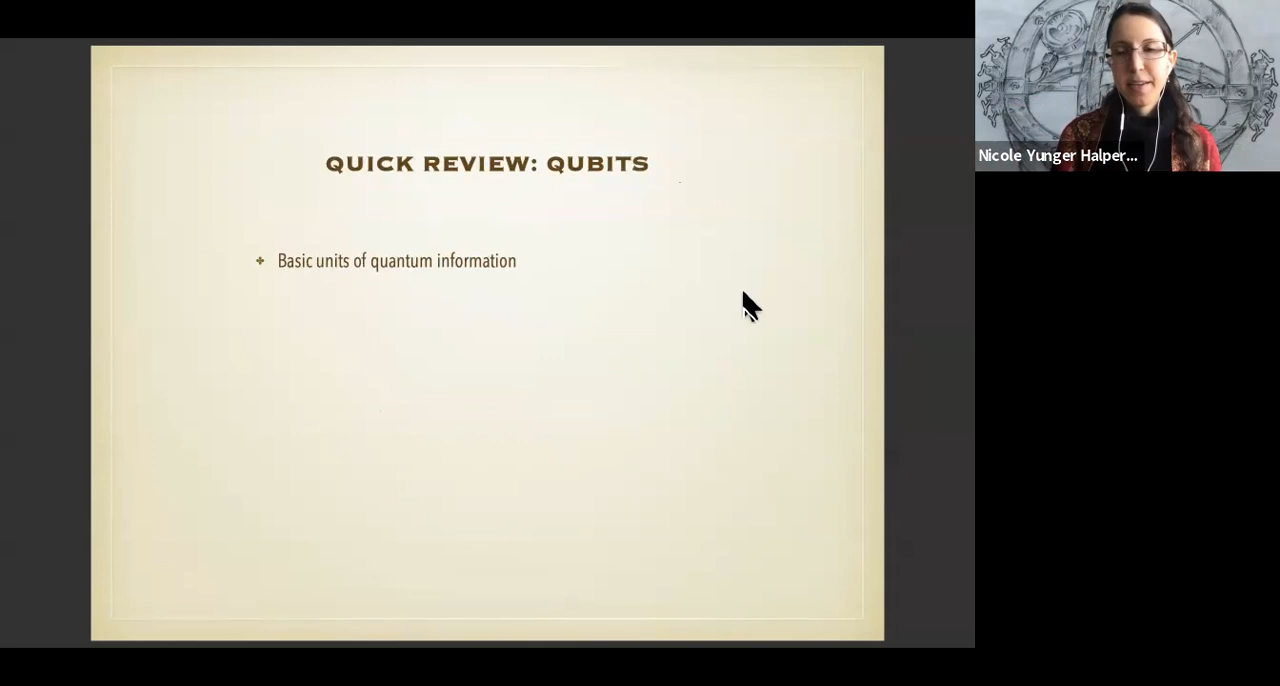 QUICK REVIEW: QUBITS
Basic units of quantum information
Nicole Yunger Halper...